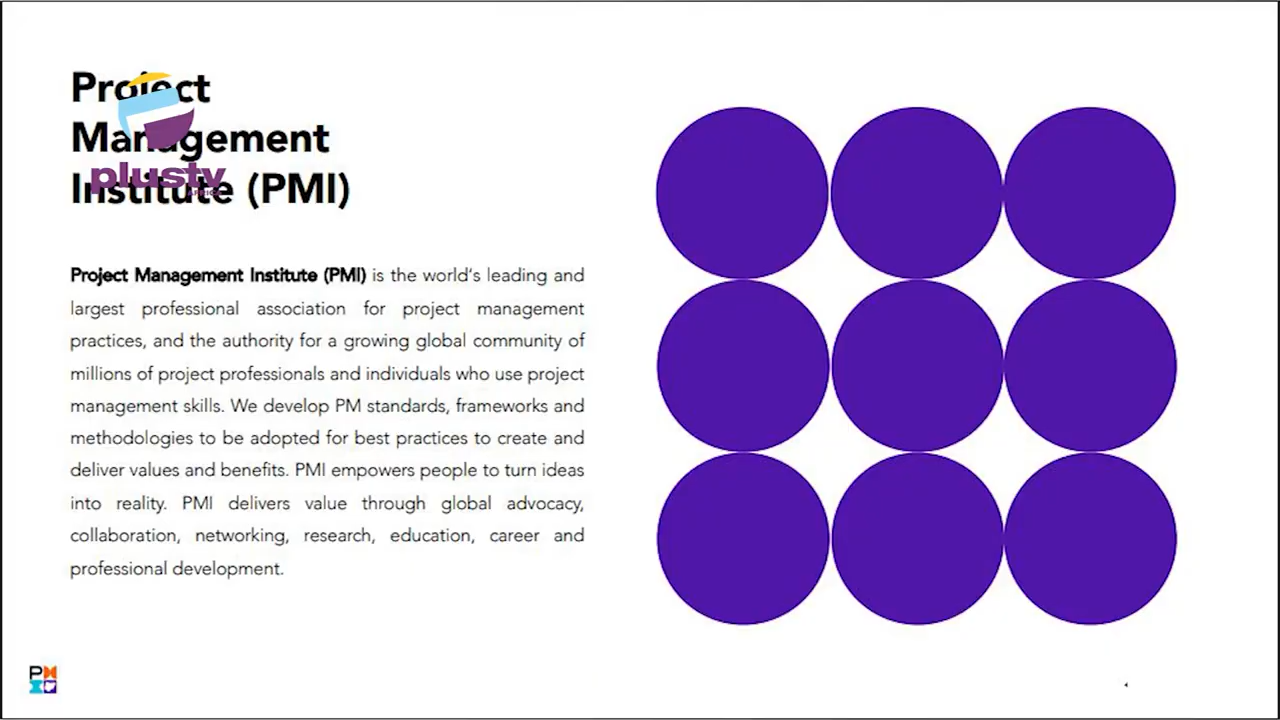 Project
Management
Institute (PMI)
plustv
AFRICA
Project Management Institute (PMI) is the world's leading and
largest professional association for project management
practices, and the authority for a growing global community of
millions of project professionals and individuals who use project
management skills. We develop PM standards, frameworks and
methodologies to be adopted for best practices to create and
deliver values and benefits. PMI empowers people to turn ideas
into reality. PMI delivers value through global advocacy,
collaboration, networking, research, education, career and
professional development.